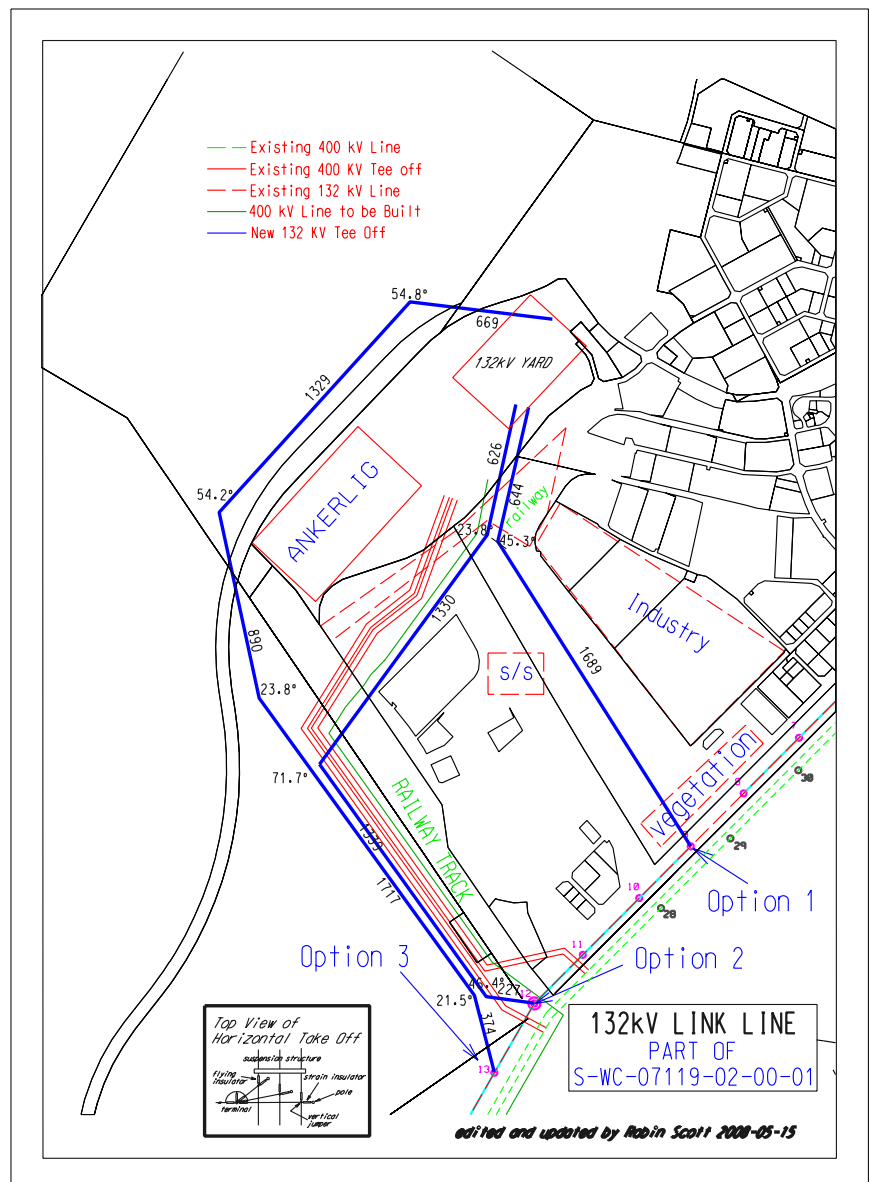 Existing 400 kV Line
Existing 400 KV Tee off
Existing 132 kV Line
400 kV Line to be Built
New 132 KV Tee Off
54.8°
669
132kV YARD
1329
626
644
railway
54.2°
ANKERLIG
23.8°
45.3°
1330
Industry
890
1689
S/S
23.8°
7
vegetation
71.7°
30
9
RAILWAY TRACK
1339
29
1717
10
28
Option 1
11
Option 3
Option 2
46.4°
227
12
21.5°
374
13
132kV LINK LINE
PART OF
S-WC-07119-02-00-01
Top View of
Horizontal Take Off
suspension structure
flying
insulator
strain insulator
pole
terminal
vertical
jumper
edited and updated by Robin Scott 2008-05-15